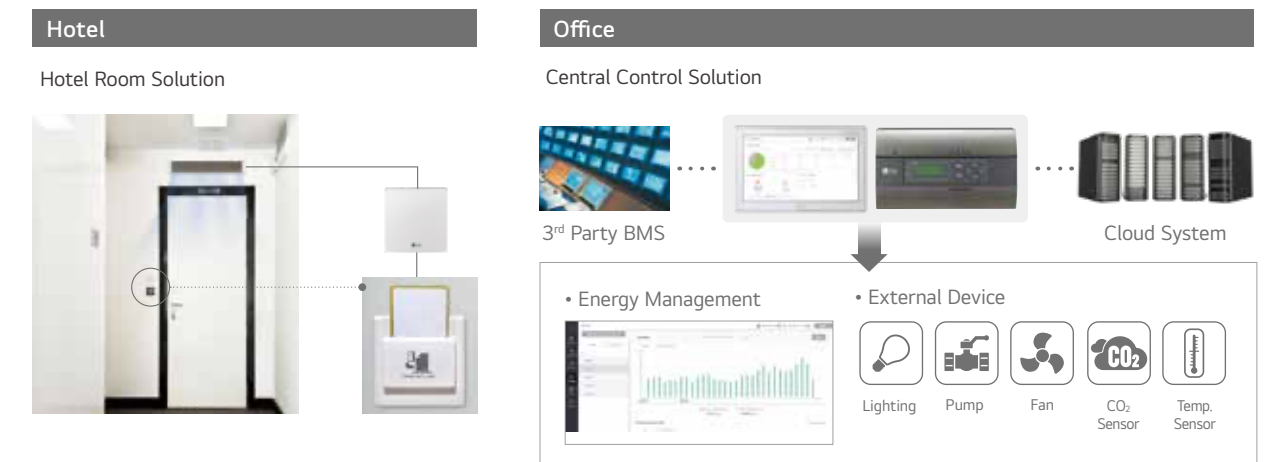 Hotel
Hotel Room Solution
Office
Central Control Solution
3rd Party BMS
Cloud System
• Energy Management
• External Device
CO2
Lighting
Pump
Fan
CO2
Sensor
Temp.
Sensor